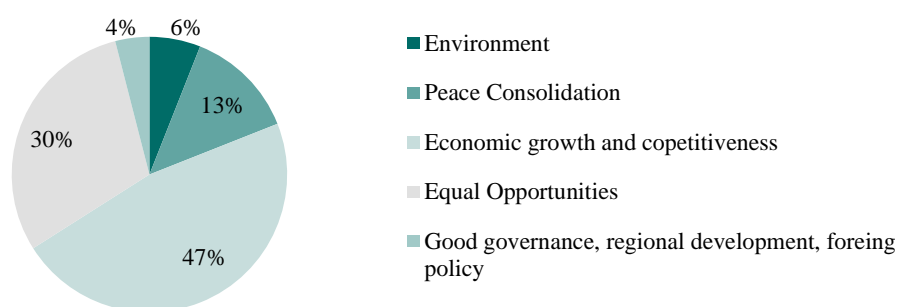 4%
6%
13%
30%
47%
Environment
Peace Consolidation
Economic growth and copetitiveness
Equal Opportunities
Good governance, regional development, foreing
policy